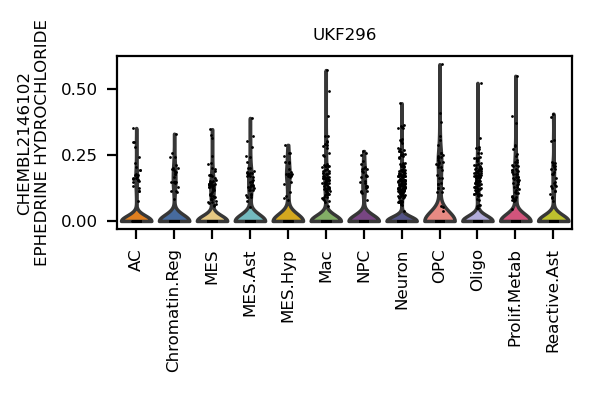 UKF296
CHEMBL2146102
EPHEDRINE HYDROCHLORIDE
0.50
0.25
0.00
AC
Chromatin.Reg
MES
MES.Ast
MES.Hyp
Mac
NPC
Neuron
OPC
Oligo
Prolif.Metab
Reactive.Ast